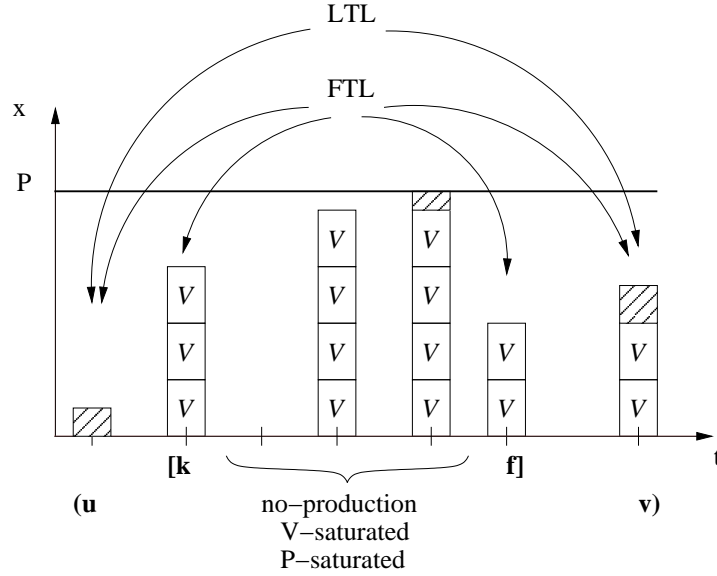 LTL
FTL
x
P
V V V V V
V V V V V V
V V V V V V
t
[k f]
(u v)
no–production
V–saturated
P–saturated